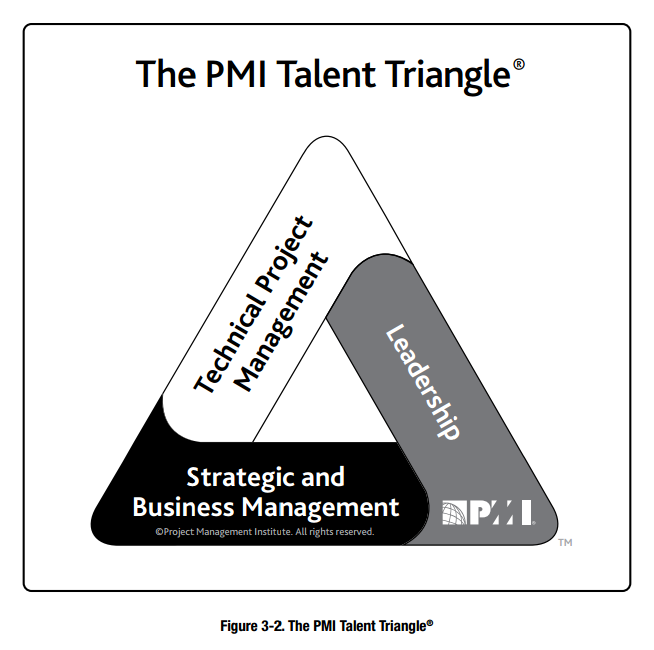 The PMI Talent Triangle®
Technical Project
Management
Leadership
Strategic and
Business Management
©Project Management Institute. All rights reserved.
PMI®
TM
Figure 3-2. The PMI Talent Triangle®